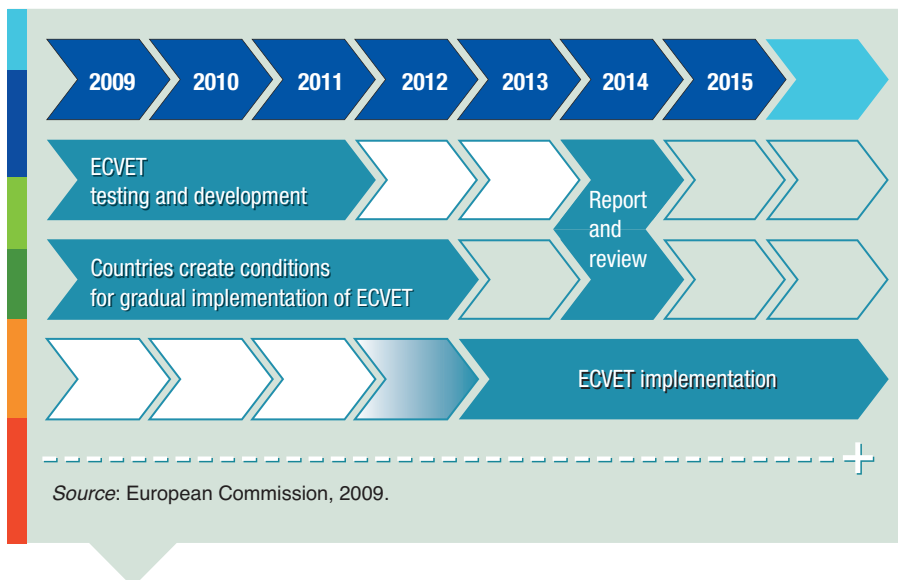 2009 2010 2011 2012 2013 2014 2015
ECVET
testing and development
Report
and
review
Countries create conditions
for gradual implementation of ECVET
ECVET implementation
Source: European Commission, 2009.